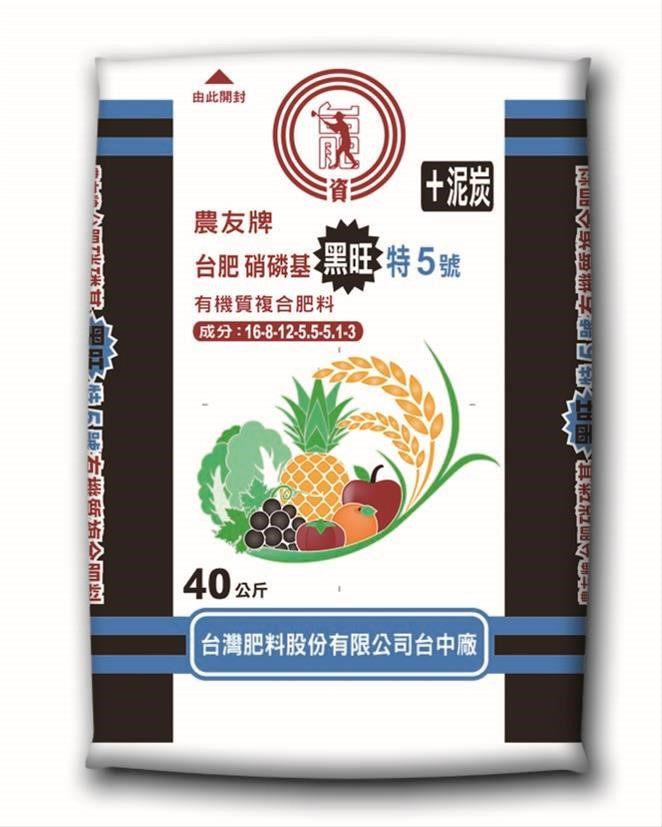 由此開封
台肥
資
十泥炭
農友牌
台肥 硝磷基 黑旺 特5號
有機質複合肥料
成分：16-8-12-5.5-5.1-3
40公斤
台灣肥料股份有限公司台中廠